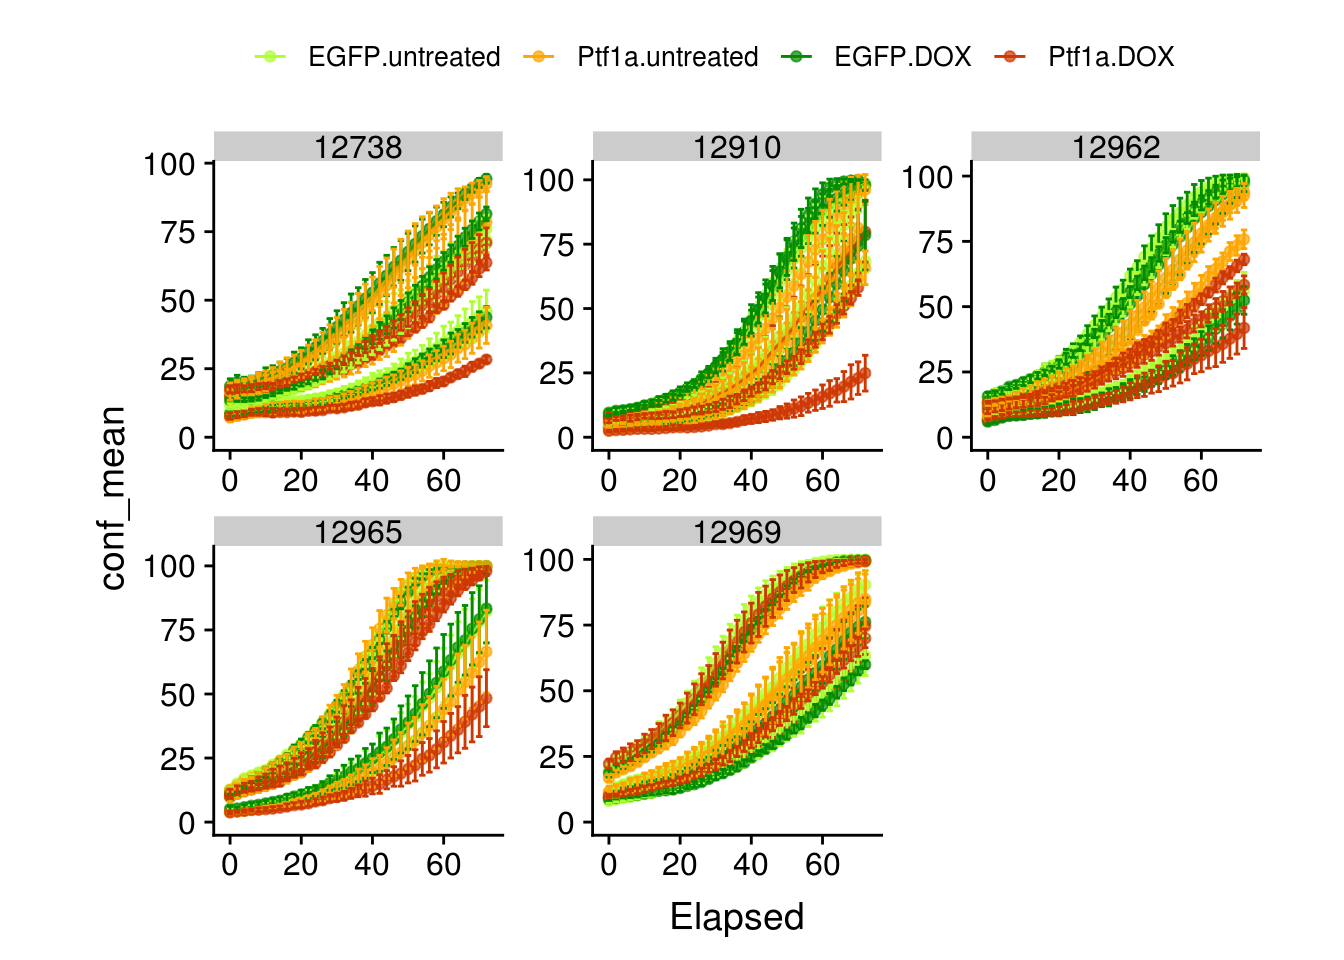 EGFP.untreated Ptf1a.untreated EGFP.DOX Ptf1a.DOX
12738 12910 12962
100 75 50 25 0
100 75 50 25 0
100 75 50 25 0
0 20 40 60 0 20 40 60 0 20 40 60
conf_mean
12965 12969
100 75 50 25 0
100 75 50 25 0
0 20 40 60 0 20 40 60
Elapsed